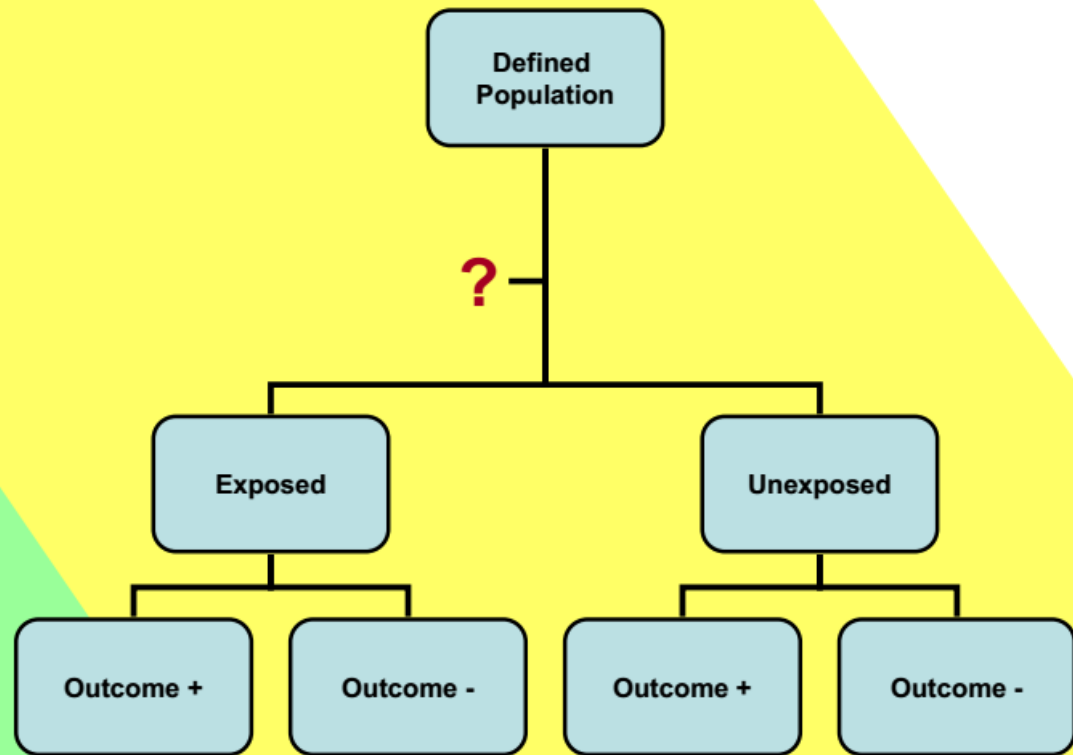 Defined
Population
?
Exposed
Unexposed
Outcome +
Outcome -
Outcome +
Outcome -